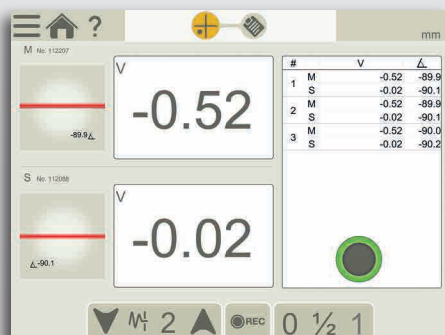 ?
mm
M No. 112207
V
-0.52
-89.9
S No. 112088
V
-0.02
-90.1
# V
1 M -0.52 -89.9
S -0.02 -90.1
2 M -0.52 -89.9
S -0.02 -90.1
3 M -0.52 -90.0
S -0.02 -90.2
2
REC
0 ½ 1